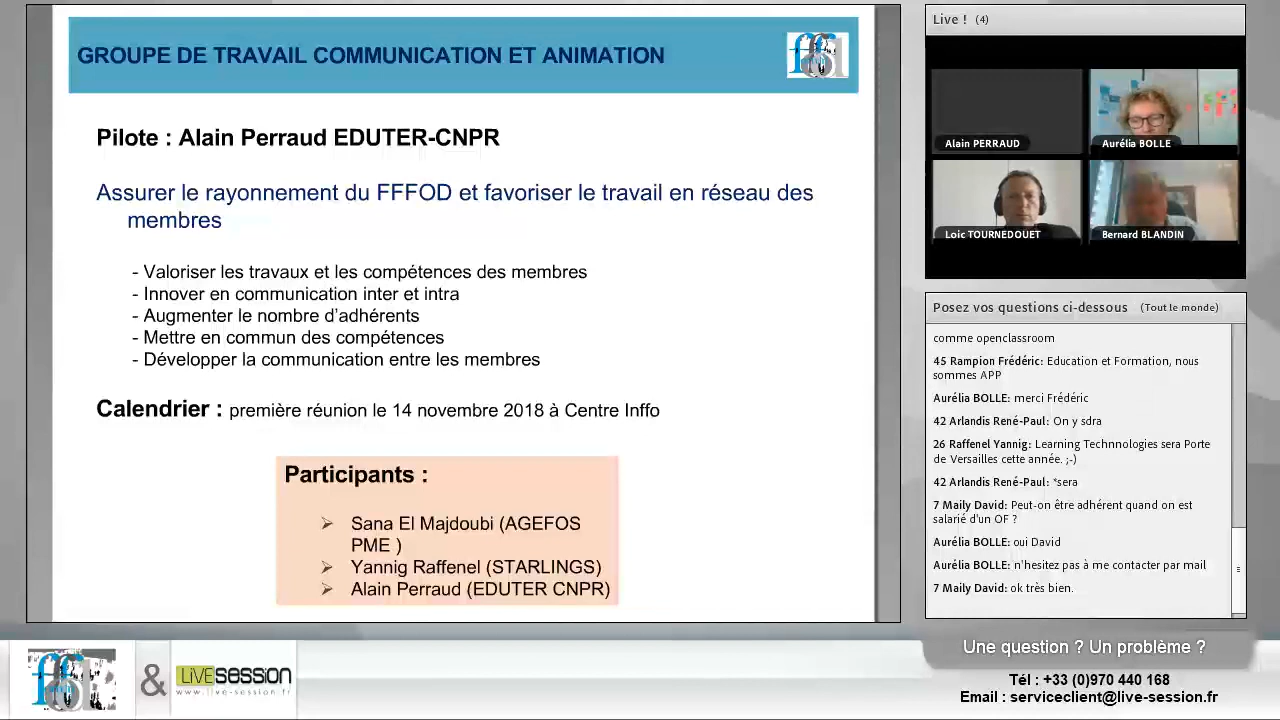 GROUPE DE TRAVAIL COMMUNICATION ET ANIMATION
Pilote : Alain Perraud EDUTER-CNPR
Assurer le rayonnement du FFFOD et favoriser le travail en réseau des
membres
- Valoriser les travaux et les compétences des membres
- Innover en communication inter et intra
- Augmenter le nombre d'adhérents
- Mettre en commun des compétences
- Développer la communication entre les membres
Calendrier : première réunion le 14 novembre 2018 à Centre Inffo
Participants :
Sana El Majdoubi (AGEFOS
PME )
Yannig Raffenel (STARLINGS)
Alain Perraud (EDUTER CNPR)
Live ! (4)
Alain PERRAUD
Aurélia BOLLE
Loic TOURNEDOUET
Bernard BLANDIN
Posez vos questions ci-dessous (Tout le monde)
comme openclassroom
45 Rampion Frédéric: Education et Formation, nous
sommes APP
Aurélia BOLLE: merci Frédéric
42 Arlandis René-Paul: On y sdra
26 Raffenel Yannig: Learning Technnologies sera Porte
de Versailles cette année. ;-)
42 Arlandis René-Paul: *sera
7 Maily David: Peut-on être adhérent quand on est
salarié d'un OF ?
Aurélia BOLLE: oui David
Aurélia BOLLE: n'hesitez pas à me contacter par mail
7 Maily David: ok très bien.
& LIVESESSION
www.live-session.fr
Une question ? Un problème ?
Tél : +33 (0)970 440 168
Email : serviceclient@live-session.fr